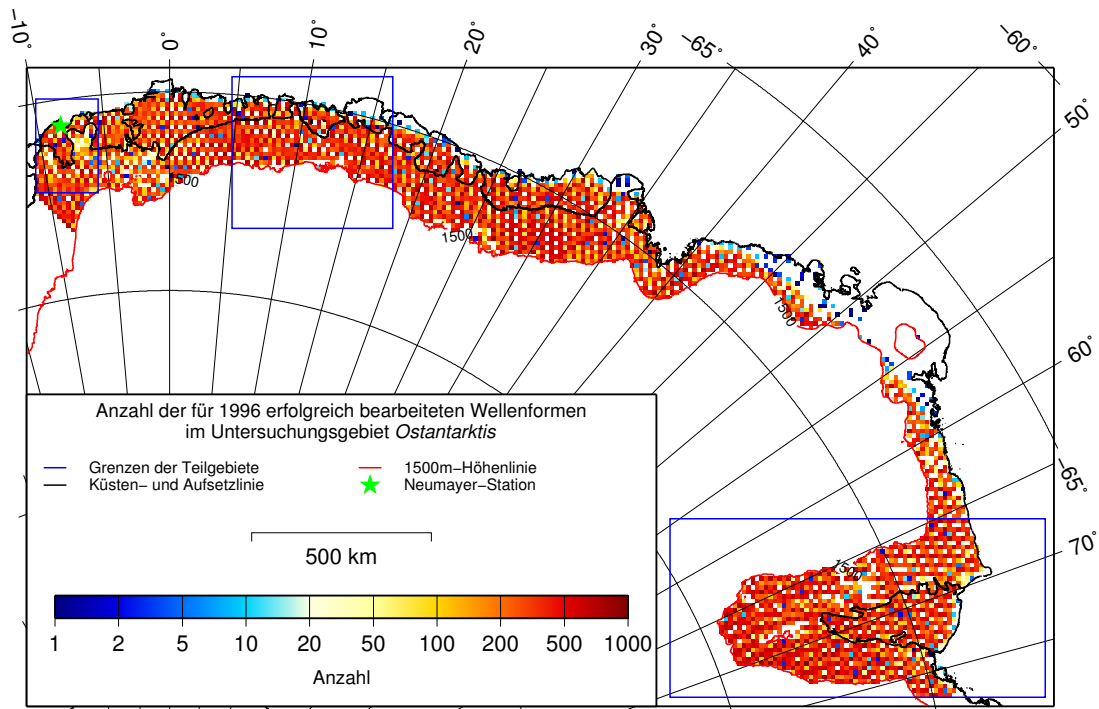 −10° 0° 10° 20° 30° −65° 40° −60°
50°
60°
−65°
70°
1500
1500
1500
1500
Anzahl der für 1996 erfolgreich bearbeiteten Wellenformen
im Untersuchungsgebiet Ostantarktis
Grenzen der Teilgebiete
Küsten− und Aufsetzlinie
1500m−Höhenlinie
Neumayer−Station
500 km
1 2 5 10 20 50 100 200 500 1000
Anzahl